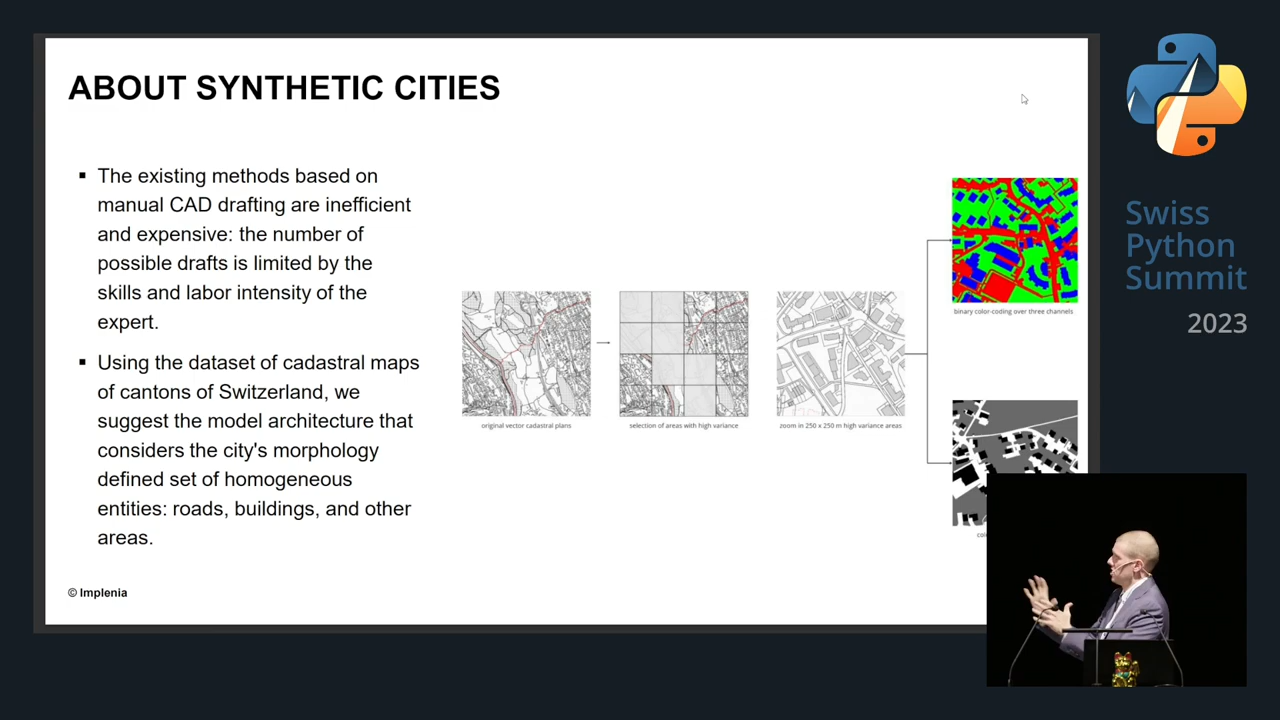 ABOUT SYNTHETIC CITIES
▪ The existing methods based on
manual CAD drafting are inefficient
and expensive: the number of
possible drafts is limited by the
skills and labor intensity of the
expert.
▪ Using the dataset of cadastral maps
of cantons of Switzerland, we
suggest the model architecture that
considers the city's morphology
defined set of homogeneous
entities: roads, buildings, and other
areas.
original vector cadastral plans
selection of areas with high variance
zoom in 250 x 250 m high variance areas
binary color-coding over three channels
© Implenia
Swiss
Python
Summit
2023